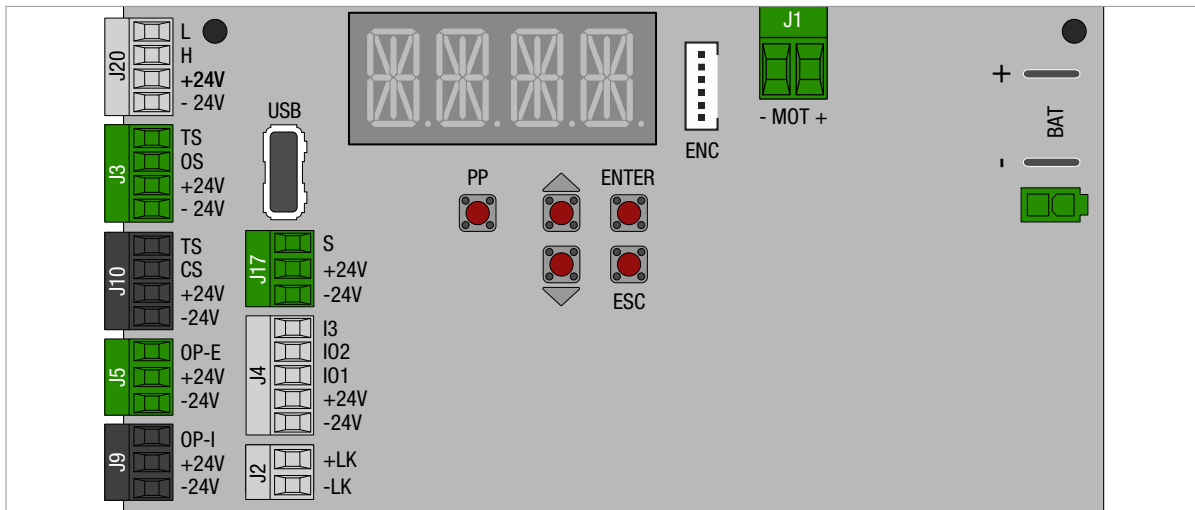 J20
L
H
+24V
- 24V
J3
TS
OS
+24V
- 24V
J10
TS
CS
+24V
-24V
J5
OP-E
+24V
-24V
J9
OP-I
+24V
-24V
USB
J17
S
+24V
-24V
J4
I3
IO2
IO1
+24V
-24V
J2
+LK
-LK
PP
ENTER
ESC
ENC
J1
- MOT +
+
BAT
-